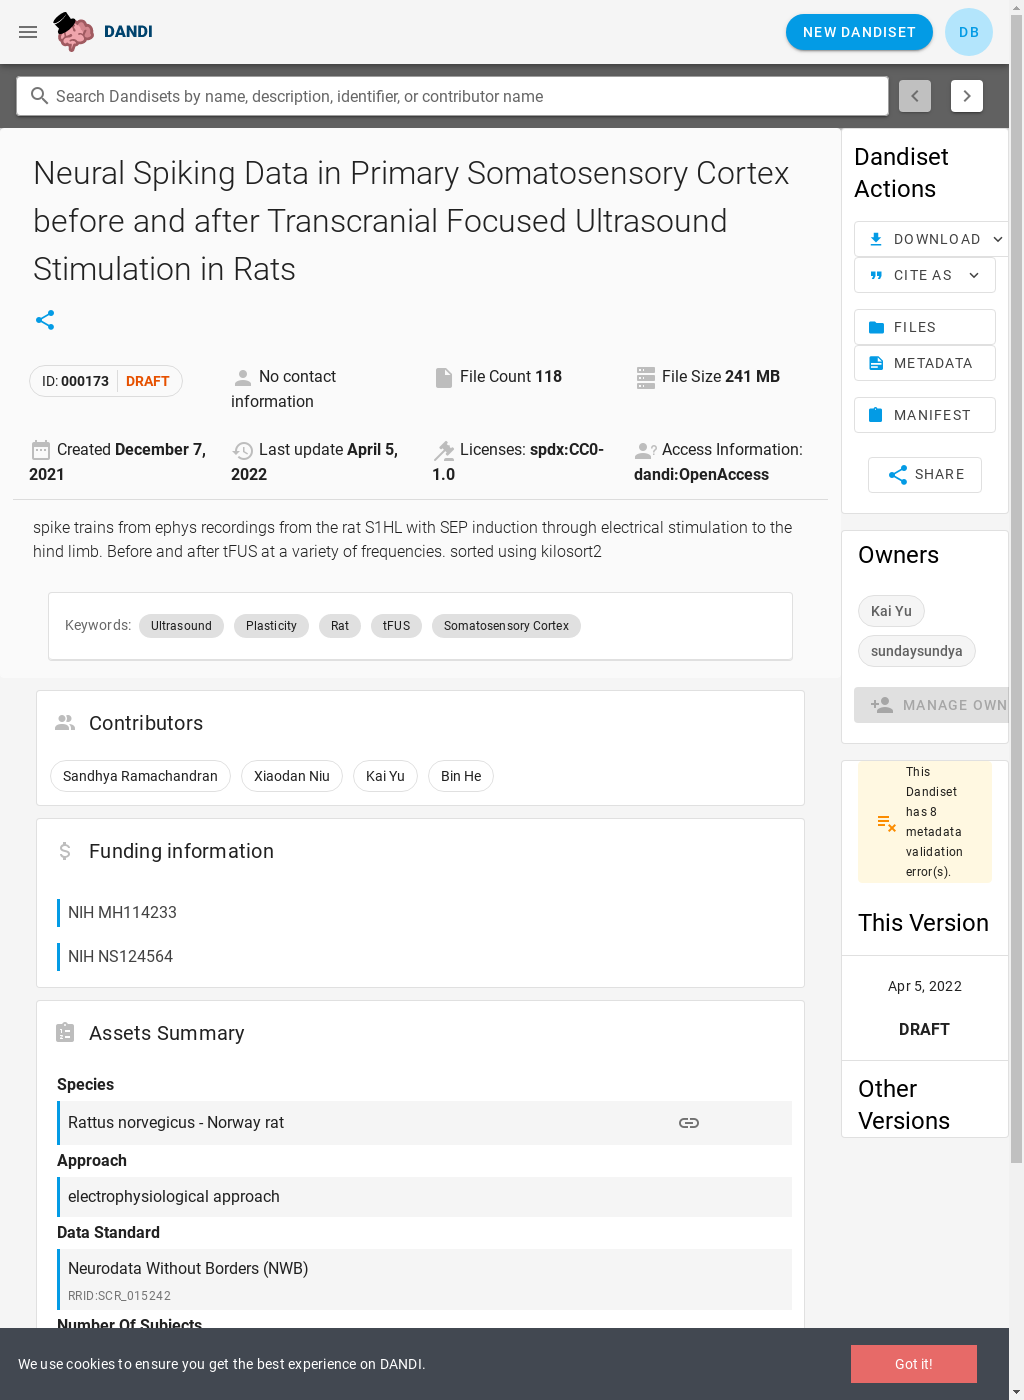 DANDI
NEW DANDISET
DB
Search Dandisets by name, description, identifier, or contributor name
Neural Spiking Data in Primary Somatosensory Cortex
before and after Transcranial Focused Ultrasound
Stimulation in Rats
ID: 000173 DRAFT
No contact
information
File Count 118
File Size 241 MB
Created December 7,
2021
Last update April 5,
2022
Licenses: spdx:CC0-
1.0
Access Information:
dandi:OpenAccess
spike trains from ephys recordings from the rat S1HL with SEP induction through electrical stimulation to the
hind limb. Before and after tFUS at a variety of frequencies. sorted using kilosort2
Keywords: Ultrasound Plasticity Rat tFUS Somatosensory Cortex
Contributors
Sandhya Ramachandran Xiaodan Niu Kai Yu Bin He
Funding information
NIH MH114233
NIH NS124564
Assets Summary
Species
Rattus norvegicus - Norway rat
Approach
electrophysiological approach
Data Standard
Neurodata Without Borders (NWB)
RRID:SCR_015242
Number Of Subjects
Dandiset
Actions
DOWNLOAD
CITE AS
FILES
METADATA
MANIFEST
SHARE
Owners
Kai Yu
sundaysundya
MANAGE OWN
This
Dandiset
has 8
metadata
validation
error(s).
This Version
Apr 5, 2022
DRAFT
Other
Versions
We use cookies to ensure you get the best experience on DANDI.
Got it!